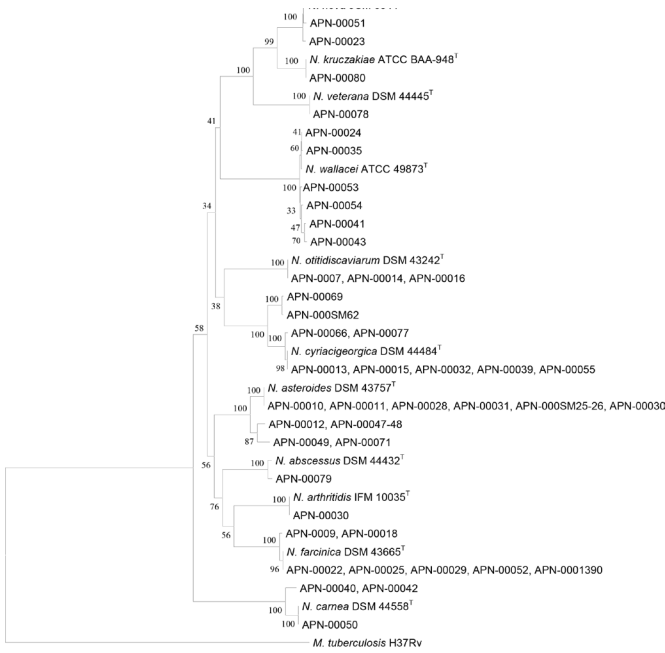 100
APN-00051
99
APN-00023
100
N. kruczakiae ATCC BAA-948ᵀ
100
APN-00080
100
N. veterana DSM 44445ᵀ
APN-00078
41
41
APN-00024
60
APN-00035
N. wallacei ATCC 49873ᵀ
100
APN-00053
34
33
APN-00054
47
APN-00041
70
APN-00043
100
N. otitidiscaviarum DSM 43242ᵀ
APN-0007, APN-00014, APN-00016
38
100
APN-00069
APN-000SM62
58
100
100
APN-00066, APN-00077
N. cyriacigeorgica DSM 44484ᵀ
98
APN-00013, APN-00015, APN-00032, APN-00039, APN-00055
N. asteroides DSM 43757ᵀ
100
APN-00010, APN-00011, APN-00028, APN-00031, APN-000SM25-26, APN-00030
APN-00012, APN-00047-48
87
APN-00049, APN-00071
56
100
N. abscessus DSM 44432ᵀ
APN-00079
76
100
N. arthritidis IFM 10035ᵀ
APN-00030
56
100
APN-0009, APN-00018
N. farcinica DSM 43665ᵀ
96
APN-00022, APN-00025, APN-00029, APN-00052, APN-0001390
APN-00040, APN-00042
100
N. carnea DSM 44558ᵀ
100
APN-00050
M. tuberculosis H37Rv